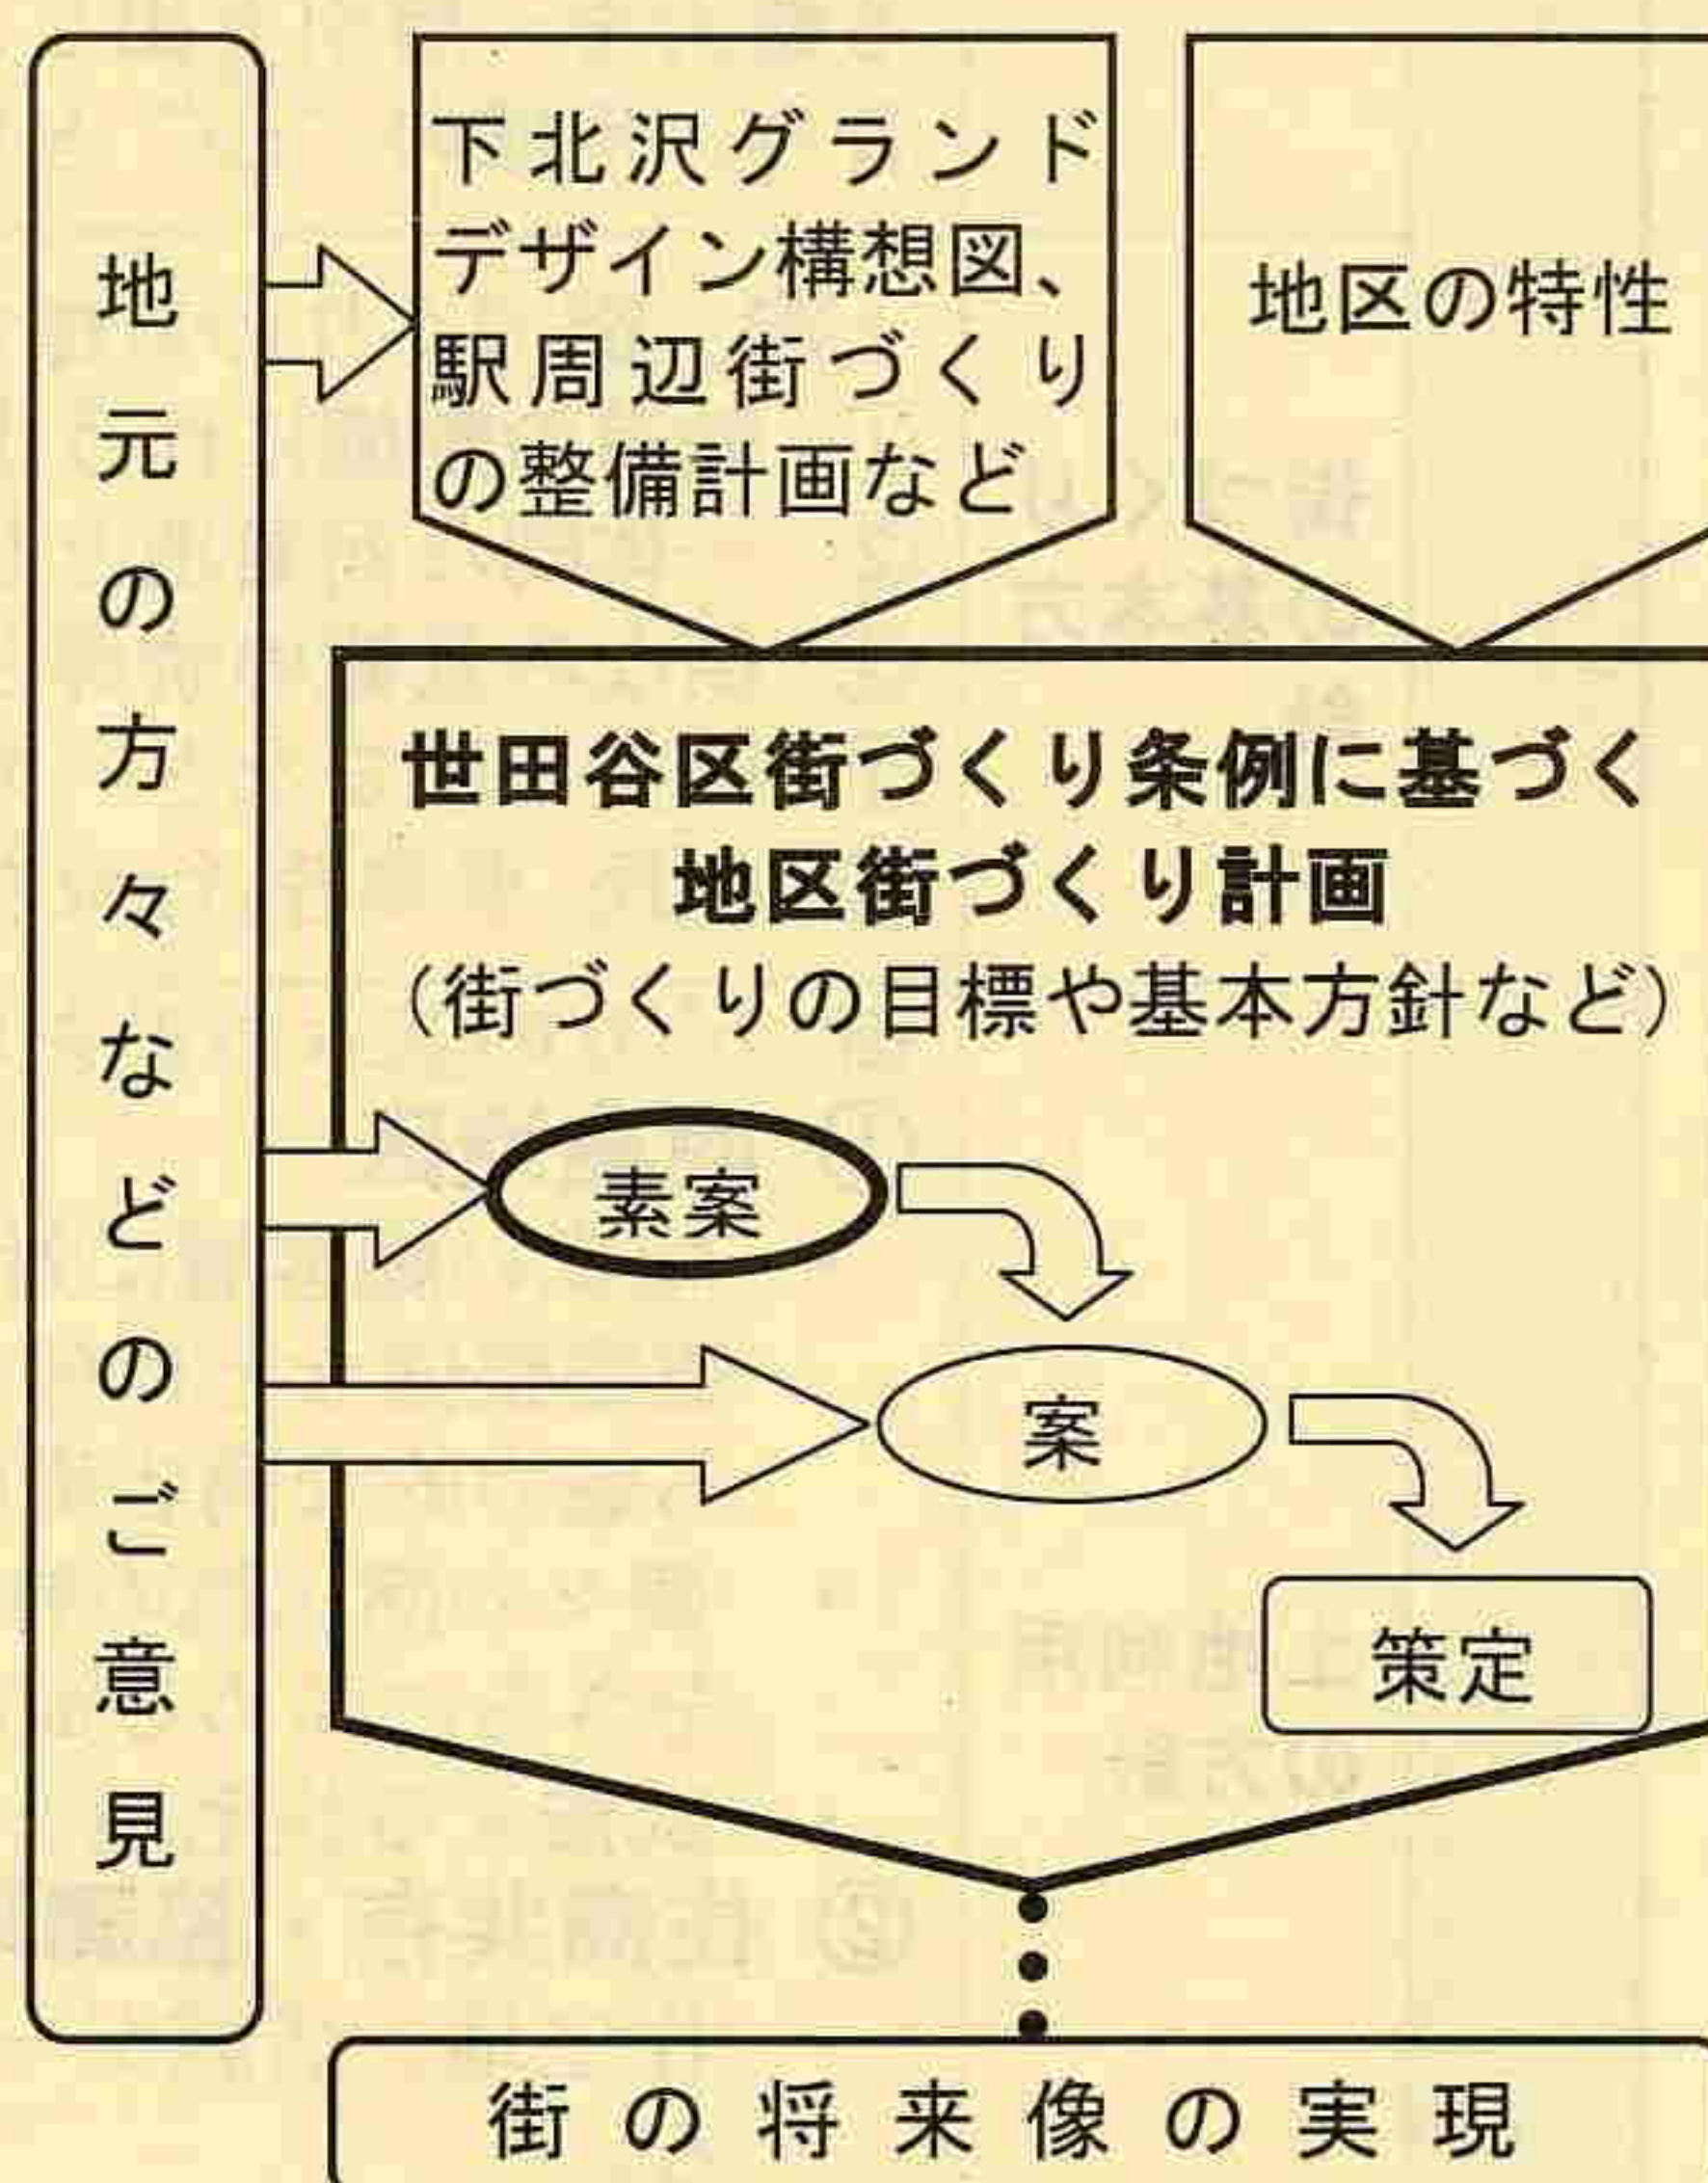 地元の方々などのご意見
下北沢グランド
デザイン構想図、
駅周辺街づくり
の整備計画など
地区の特性
世田谷区街づくり条例に基づく
地区街づくり計画
（街づくりの目標や基本方針など）
素案
案
策定
街の将来像の実現